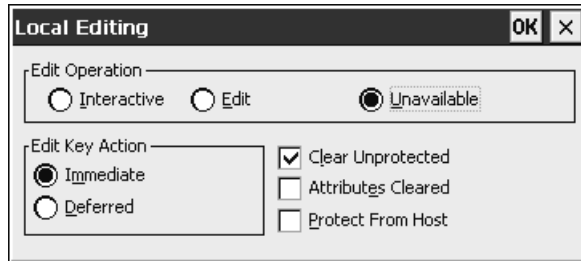 Local Editing OK ×
Edit Operation
Interactive Edit Unavailable
Edit Key Action
Immediate
Deferred
Clear Unprotected
Attributes Cleared
Protect From Host